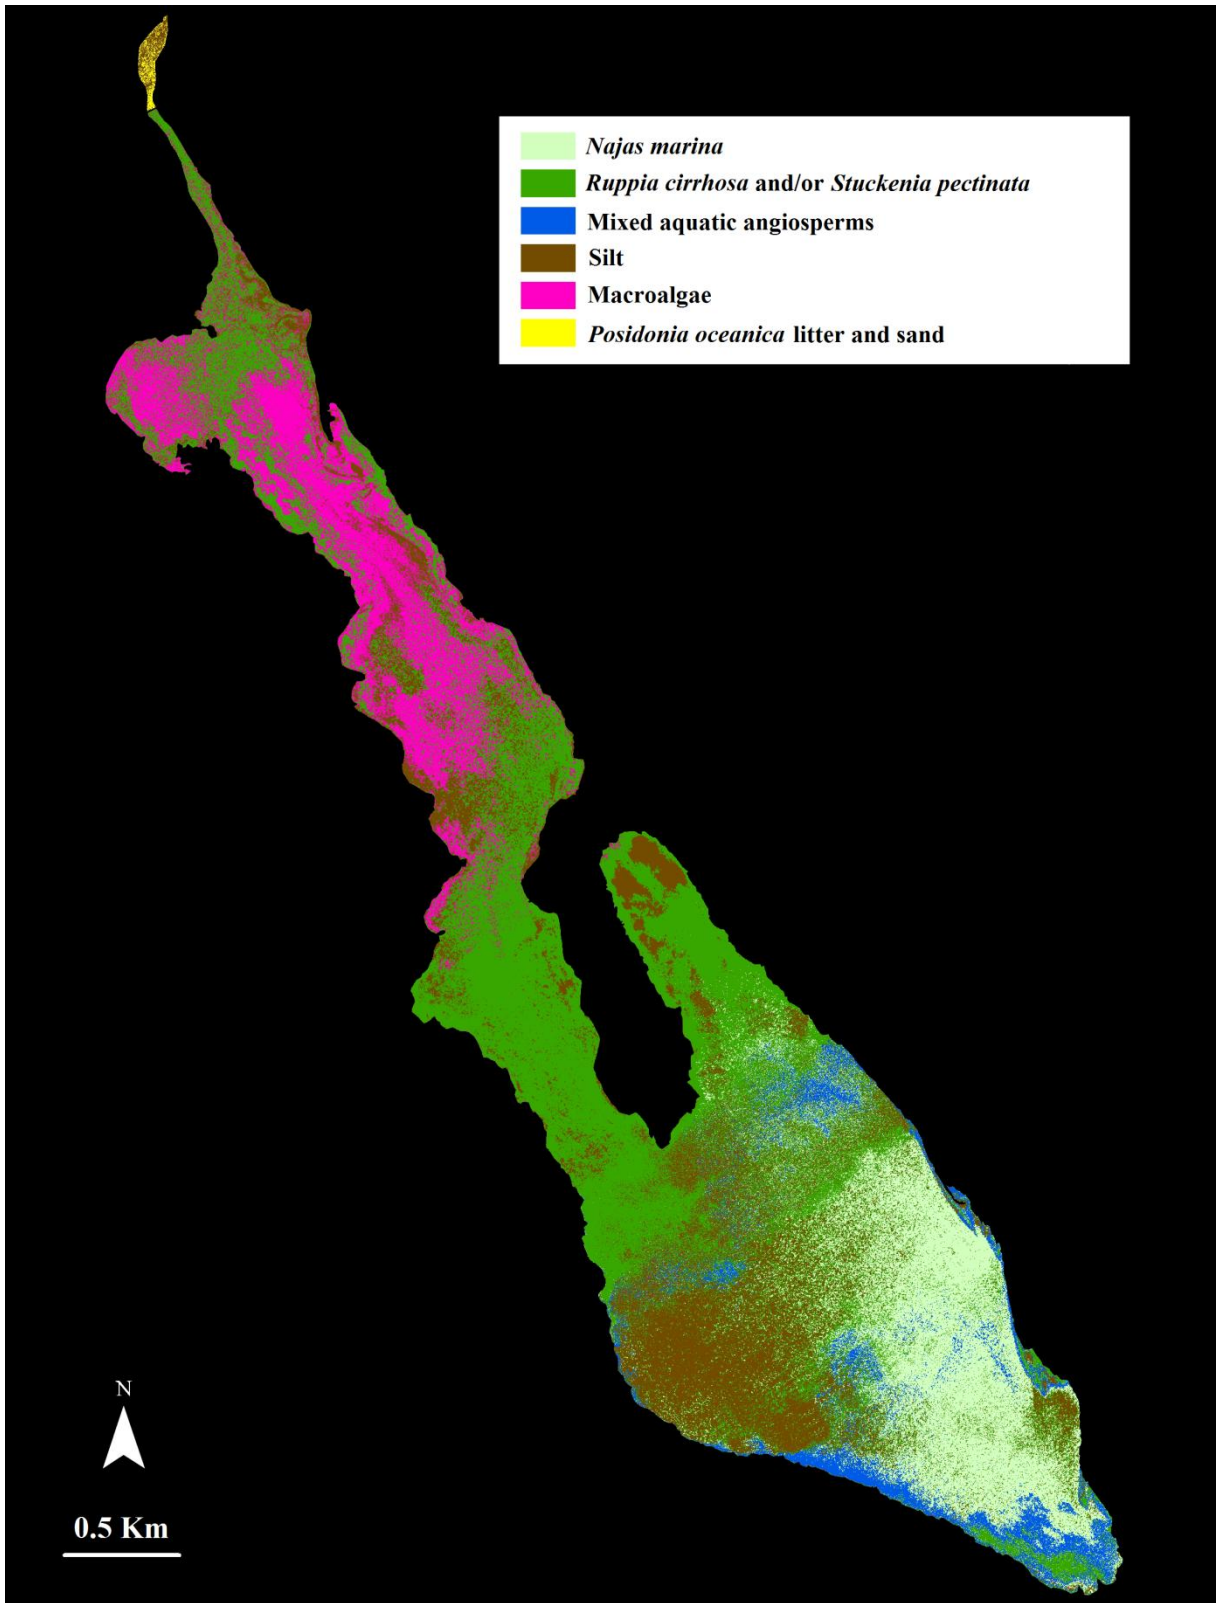 Najas marina
Ruppia cirrhosa and/or Stuckenia pectinata
Mixed aquatic angiosperms
Silt
Macroalgae
Posidonia oceanica litter and sand
N
0.5 Km